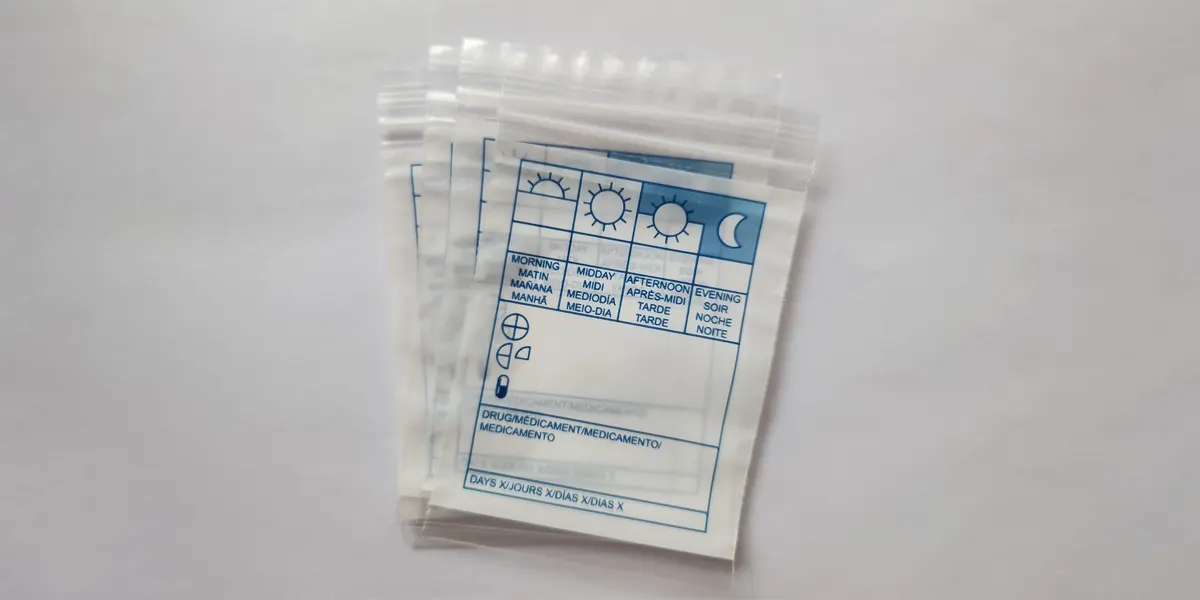 MORNING
MATIN
MAÑANA
MANHÃ
MIDDAY
MIDI
MEDIODÍA
MEIO-DIA
AFTERNOON
APRÈS-MIDI
TARDE
TARDE
EVENING
SOIR
NOCHE
NOITE
DRUG/MÉDICAMENT/MEDICAMENTO/
MEDICAMENTO
DAYS X/JOURS X/DÍAS X/DIAS X